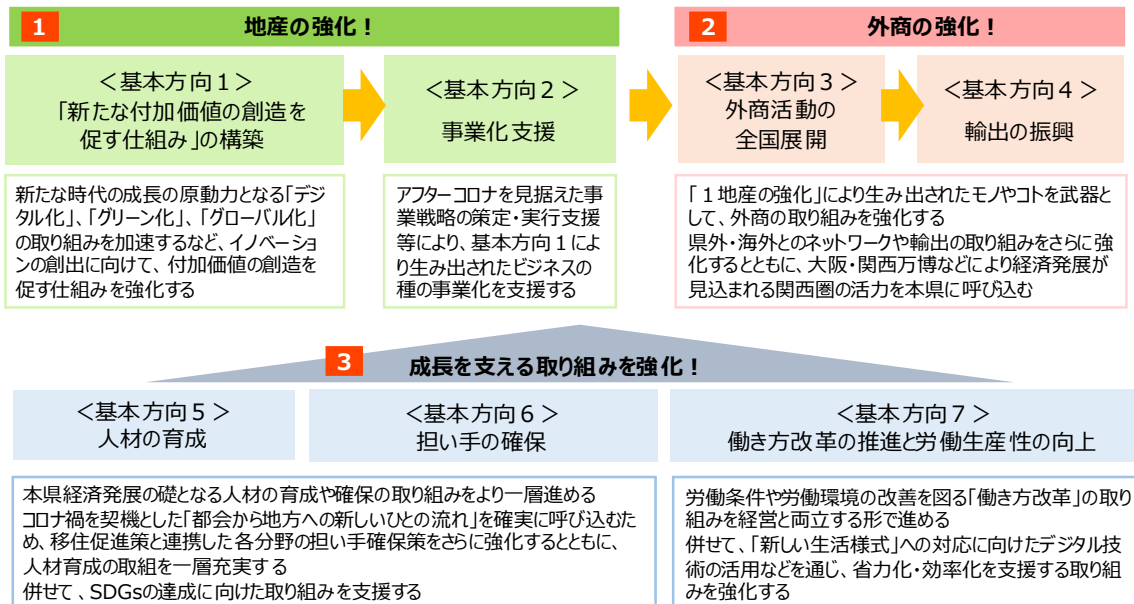 1 地産の強化！
2 外商の強化！
＜基本方向１＞
「新たな付加価値の創造を
促す仕組み」の構築
＜基本方向２＞
事業化支援
＜基本方向３＞
外商活動の
全国展開
＜基本方向４＞
輸出の振興
新たな時代の成長の原動力となる「デジ
タル化」、「グリーン化」、「グローバル化」
の取り組みを加速するなど、イノベーショ
ンの創出に向けて、付加価値の創造を
促す仕組みを強化する
アフターコロナを見据えた事
業戦略の策定・実行支援
等により、基本方向１によ
り生み出されたビジネスの
種の事業化を支援する
「１地産の強化」により生み出されたモノやコトを武器と
して、外商の取り組みを強化する
県外・海外とのネットワークや輸出の取り組みをさらに強
化するとともに、大阪・関西万博などにより経済発展が
見込まれる関西圏の活力を本県に呼び込む
3 成長を支える取り組みを強化！
＜基本方向５＞
人材の育成
＜基本方向６＞
担い手の確保
＜基本方向７＞
働き方改革の推進と労働生産性の向上
本県経済発展の礎となる人材の育成や確保の取り組みをより一層進める
コロナ禍を契機とした「都会から地方への新しいひとの流れ」を確実に呼び込むた
め、移住促進策と連携した各分野の担い手確保策をさらに強化するとともに、
人材育成の取組を一層充実する
併せて、SDGsの達成に向けた取り組みを支援する
労働条件や労働環境の改善を図る「働き方改革」の取り
組みを経営と両立する形で進める
併せて、「新しい生活様式」への対応に向けたデジタル技
術の活用などを通じ、省力化・効率化を支援する取り組
みを強化する